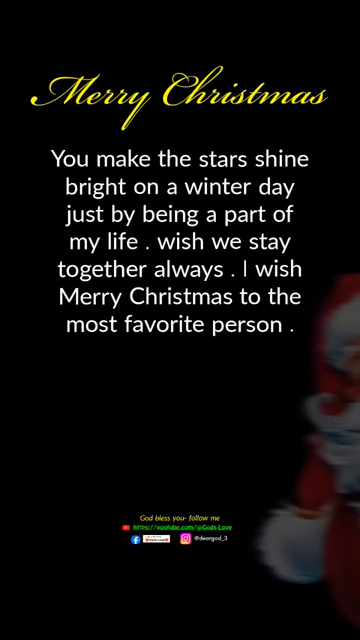 Merry Christmas
You make the stars shine
bright on a winter day
just by being a part of
my life . wish we stay
together always . I wish
Merry Christmas to the
most favorite person .
God bless you- follow me
https://youtube.com/@Gods-Love
@deargod_3